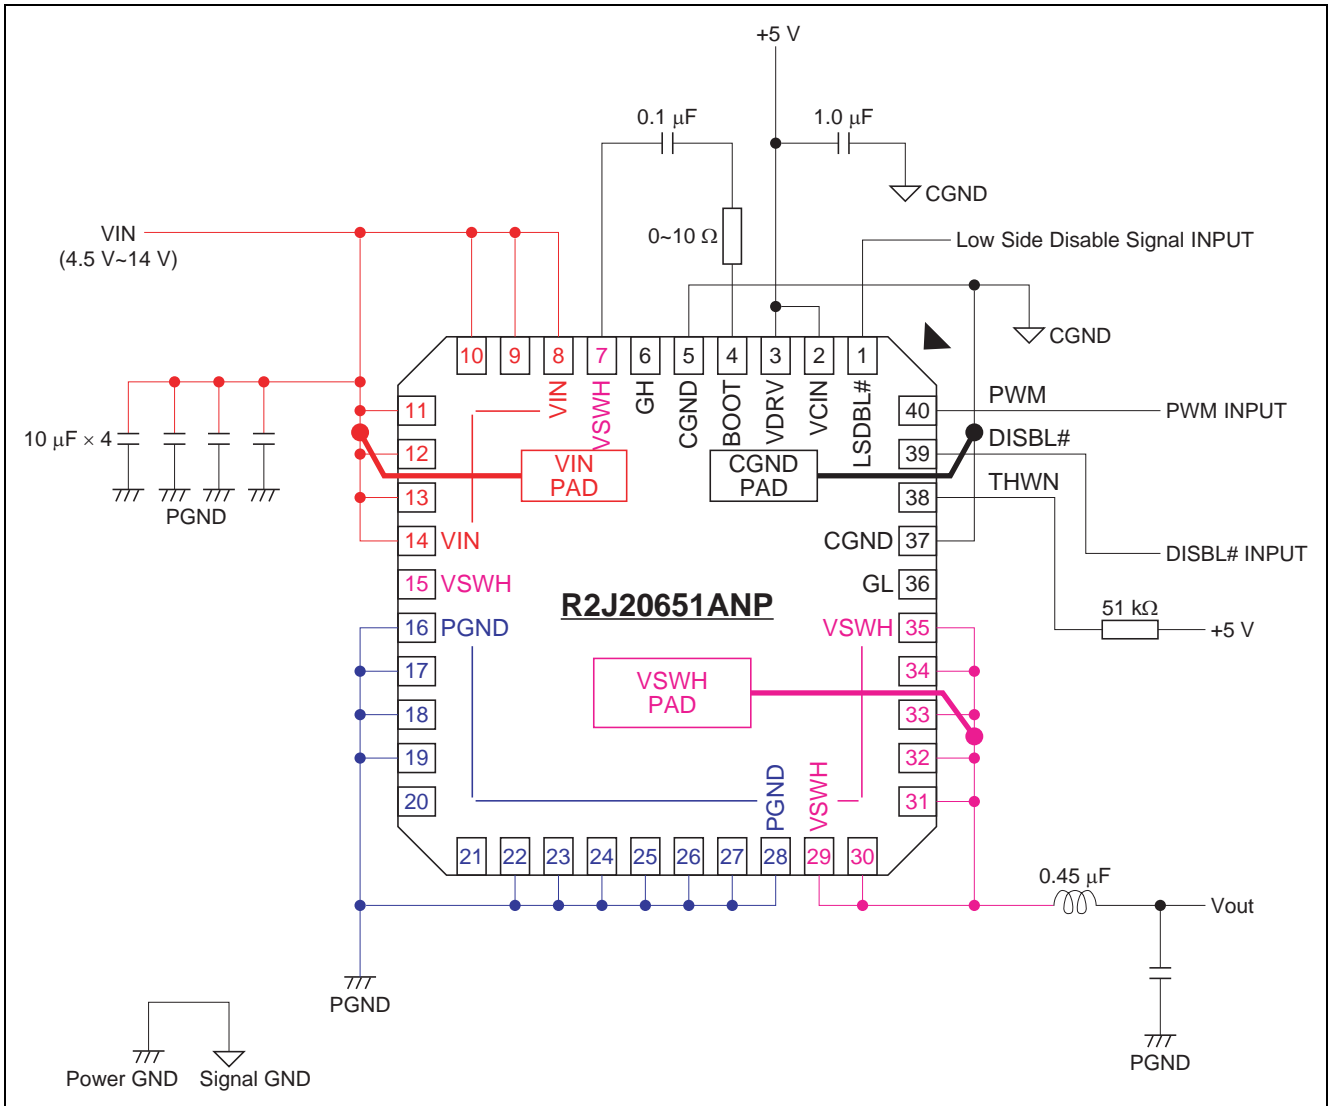 +5 V
0.1 µF
1.0 µF
CGND
VIN
(4.5 V~14 V)
0~10 Ω
Low Side Disable Signal INPUT
CGND
10
9
8
7
6
5
4
3
2
1
VIN
VSWH
GH
CGND
BOOT
VDRV
VCIN
LSDBL#
10 µF × 4
PGND
11
12
13
14 VIN
15 VSWH
16 PGND
17
18
19
20
VIN
PAD
CGND
PAD
40
PWM
PWM INPUT
DISBL#
39
THWN
38
CGND 37
DISBL# INPUT
GL 36
51 kΩ
+5 V
R2J20651ANP
VSWH 35
34
33
32
31
VSWH
PAD
PGND
VSWH
21
22
23
24
25
26
27
28
29
30
0.45 µF
Vout
PGND
PGND
Power GND
Signal GND